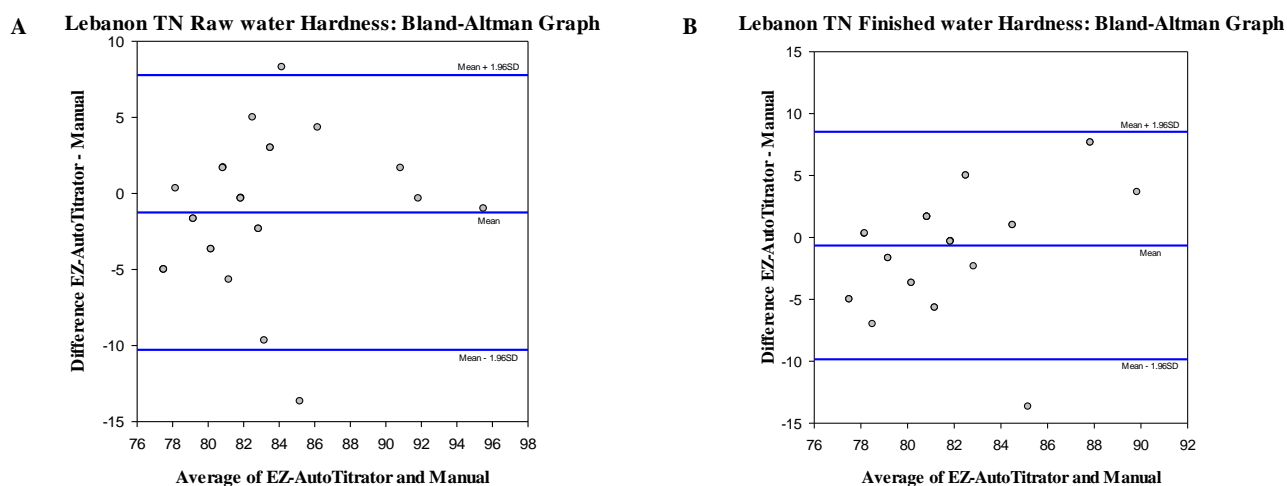 A
Lebanon TN Raw water Hardness: Bland-Altman Graph
Difference EZ-AutoTitrator - Manual
10
5
0
-5
-10
-15
Mean + 1.96SD
Mean
Mean - 1.96SD
76 78 80 82 84 86 88 90 92 94 96 98
Average of EZ-AutoTitrator and Manual
B
Lebanon TN Finished water Hardness: Bland-Altman Graph
Difference EZ-AutoTitrator - Manual
15
10
5
0
-5
-10
-15
Mean + 1.96SD
Mean
Mean - 1.96SD
76 78 80 82 84 86 88 90 92
Average of EZ-AutoTitrator and Manual